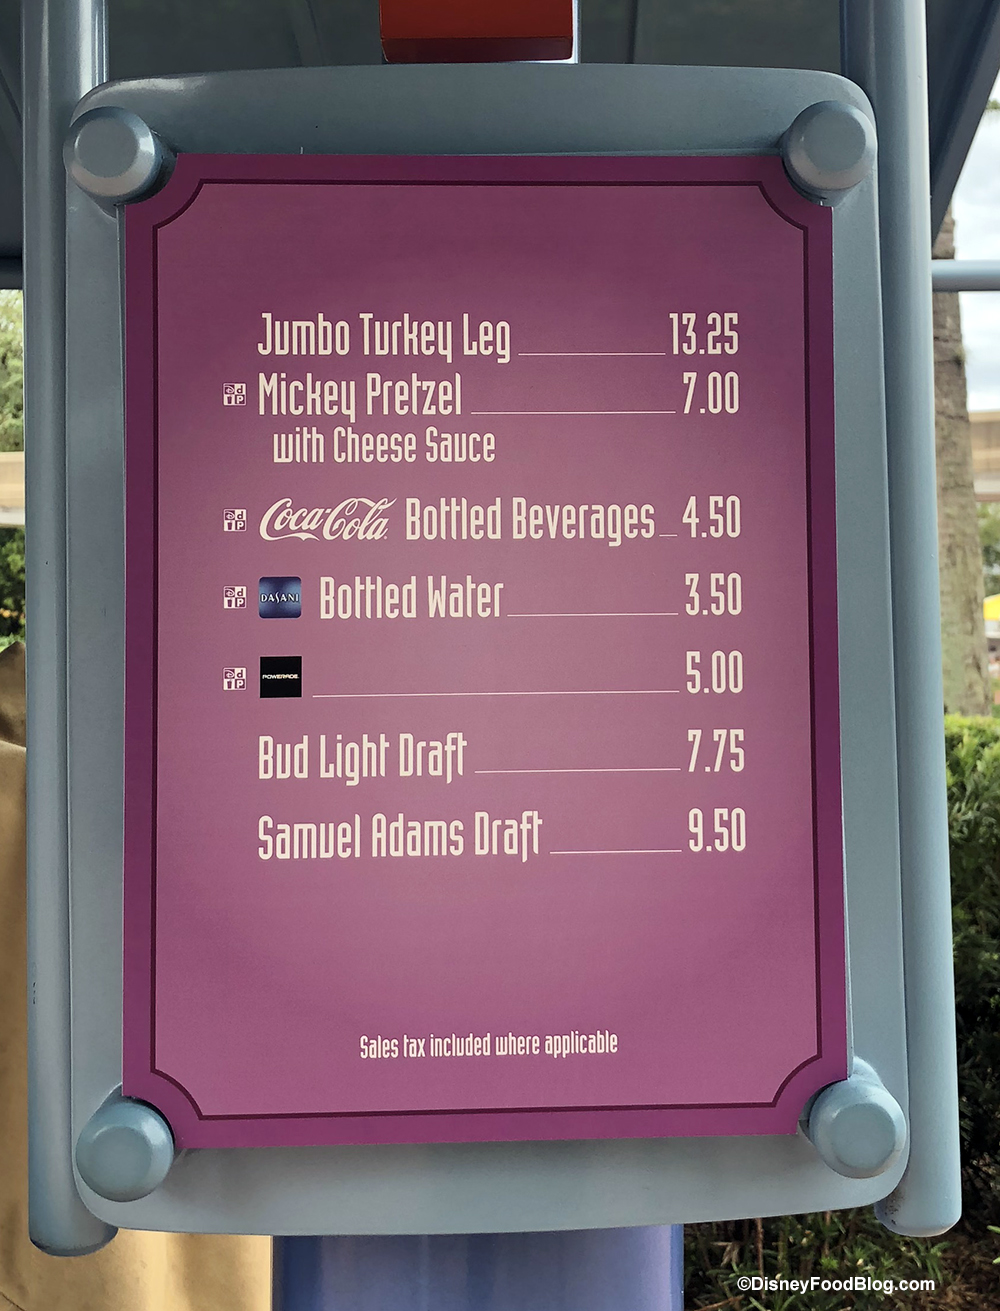 Jumbo Turkey Leg 13.25
Mickey Pretzel 7.00
with Cheese Sauce
Coca-Cola Bottled Beverages 4.50
DASANI Bottled Water 3.50
POWERADE 5.00
Bud Light Draft 7.75
Samuel Adams Draft 9.50
Sales tax included where applicable
©DisneyFoodBlog.com